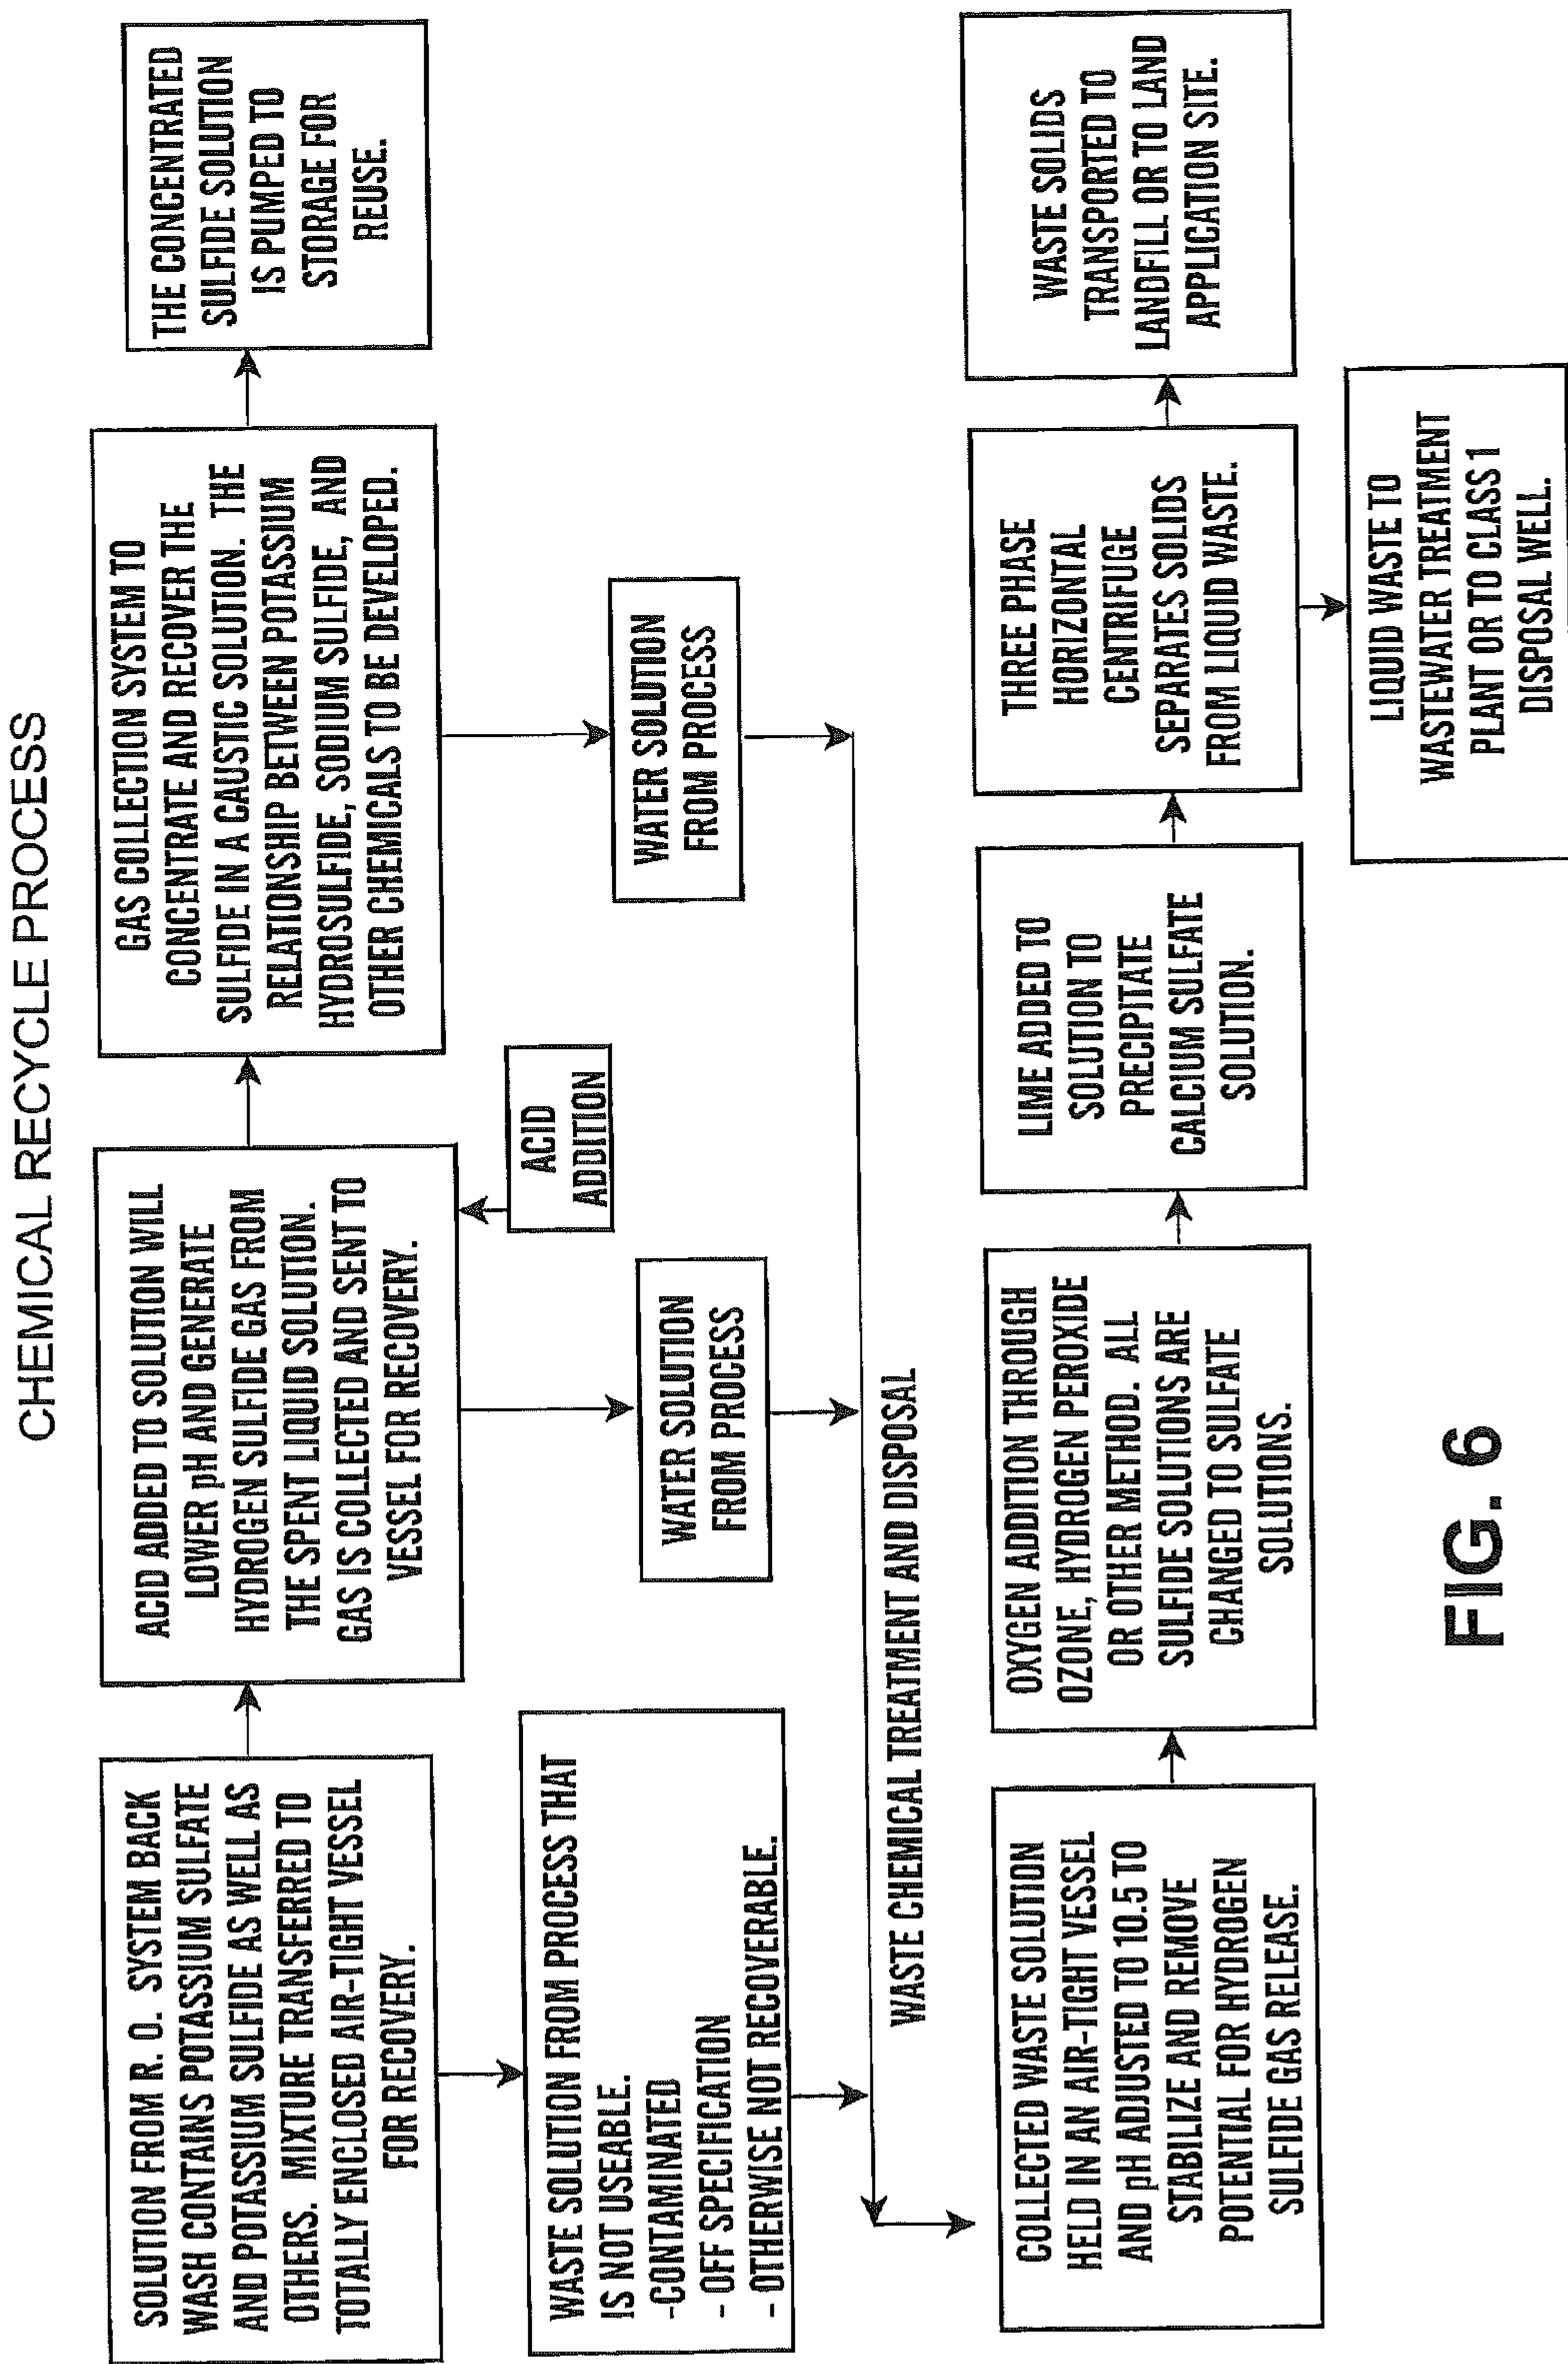 CHEMICAL RECYCLE PROCESS
SOLUTION FROM R. O. SYSTEM BACK
WASH CONTAINS POTASSIUM SULFATE
AND POTASSIUM SULFIDE AS WELL AS
OTHERS. MIXTURE TRANSFERRED TO
TOTALLY ENCLOSED AIR-TIGHT VESSEL
FOR RECOVERY.
ACID ADDED TO SOLUTION WILL
LOWER pH AND GENERATE
HYDROGEN SULFIDE GAS FROM
THE SPENT LIQUID SOLUTION.
GAS IS COLLECTED AND SENT TO
VESSEL FOR RECOVERY.
GAS COLLECTION SYSTEM TO
CONCENTRATE AND RECOVER THE
SULFIDE IN A CAUSTIC SOLUTION. THE
RELATIONSHIP BETWEEN POTASSIUM
HYDROSULFIDE, SODIUM SULFIDE, AND
OTHER CHEMICALS TO BE DEVELOPED.
THE CONCENTRATED
SULFIDE SOLUTION
IS PUMPED TO
STORAGE FOR
REUSE.
ACID
ADDITION
WASTE SOLUTION FROM PROCESS THAT
IS NOT USEABLE.
-CONTAMINATED
- OFF SPECIFICATION
- OTHERWISE NOT RECOVERABLE.
WATER SOLUTION
FROM PROCESS
WATER SOLUTION
FROM PROCESS
WASTE CHEMICAL TREATMENT AND DISPOSAL
COLLECTED WASTE SOLUTION
HELD IN AN AIR-TIGHT VESSEL
AND pH ADJUSTED TO 10.5 TO
STABILIZE AND REMOVE
POTENTIAL FOR HYDROGEN
SULFIDE GAS RELEASE.
OXYGEN ADDITION THROUGH
OZONE, HYDROGEN PEROXIDE
OR OTHER METHOD. ALL
SULFIDE SOLUTIONS ARE
CHANGED TO SULFATE
SOLUTIONS.
LIME ADDED TO
SOLUTION TO
PRECIPITATE
CALCIUM SULFATE
SOLUTION.
THREE PHASE
HORIZONTAL
CENTRIFUGE
SEPARATES SOLIDS
FROM LIQUID WASTE.
WASTE SOLIDS
TRANSPORTED TO
LANDFILL OR TO LAND
APPLICATION SITE.
LIQUID WASTE TO
WASTEWATER TREATMENT
PLANT OR TO CLASS 1
DISPOSAL WELL.
FIG. 6